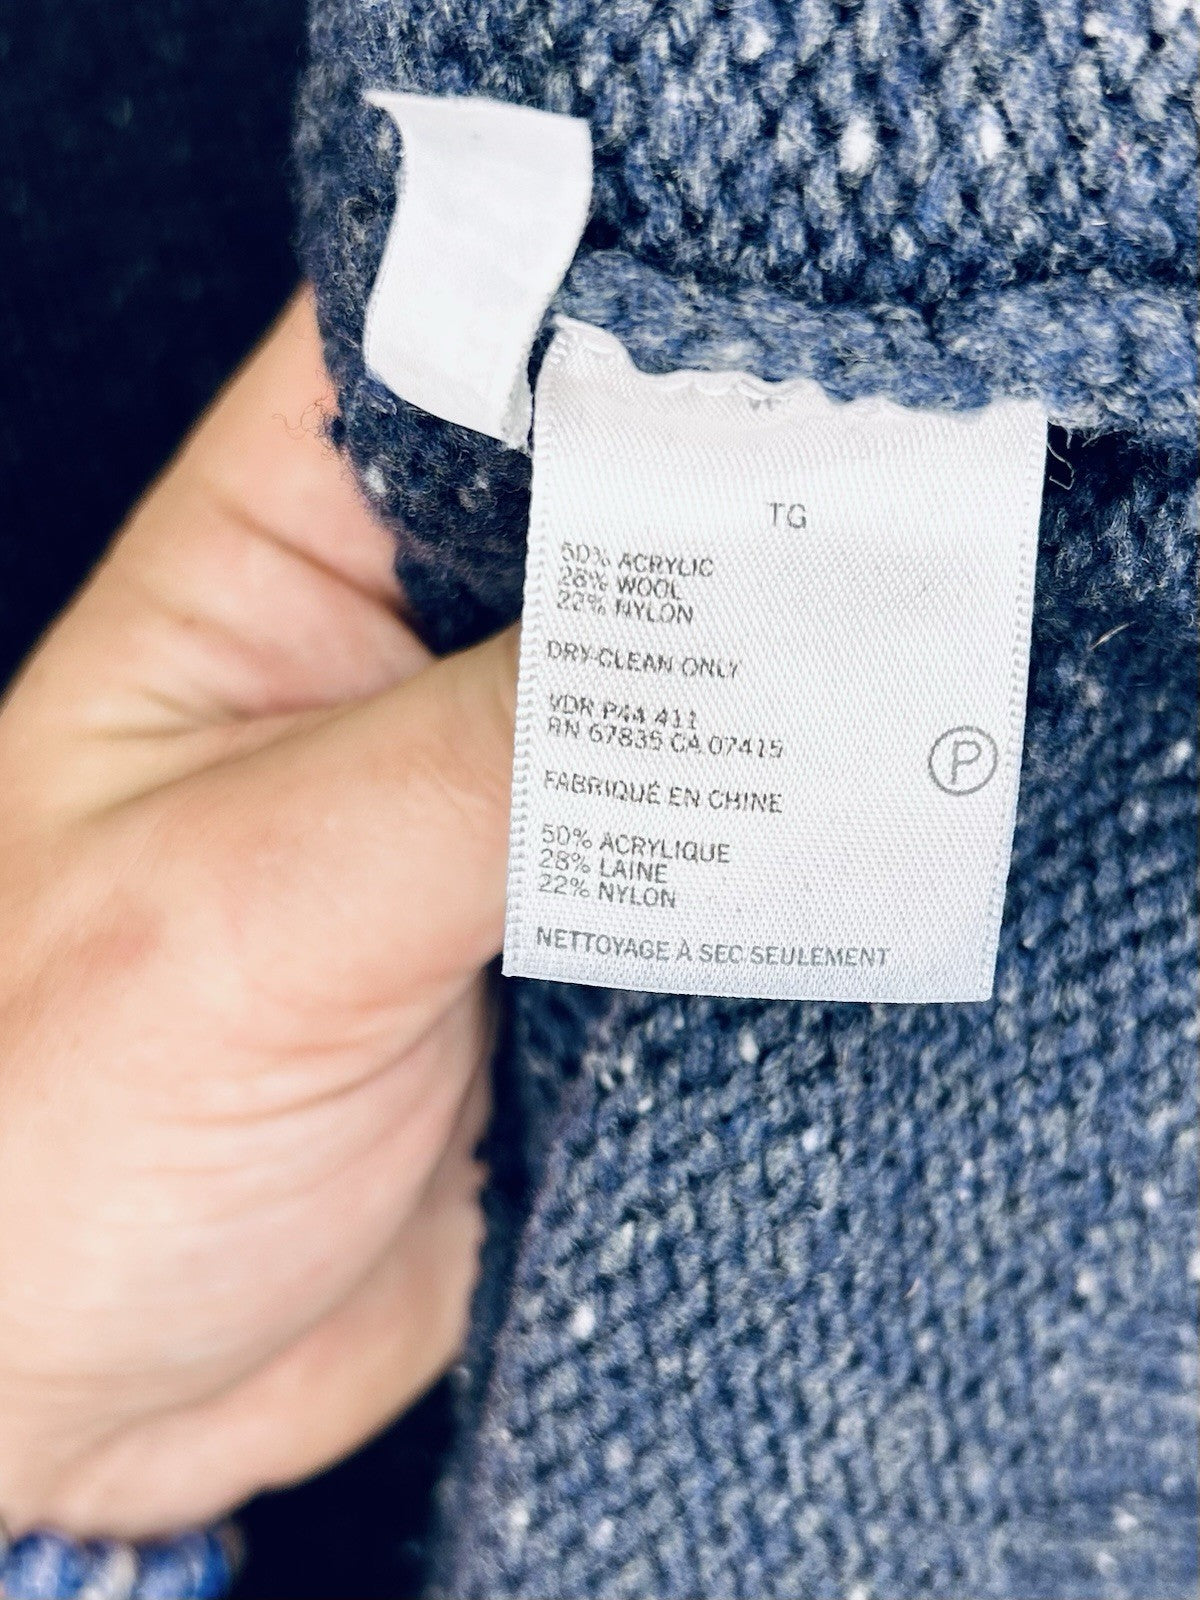 TG
50% ACRYLIC
28% WOOL
22% NYLON
DRY CLEAN ONLY
VDR P44 411
RN 67835 CA 07415
FABRIQUÉ EN CHINE
P
50% ACRYLIQUE
28% LAINE
22% NYLON
NETTOYAGE À SEC SEULEMENT